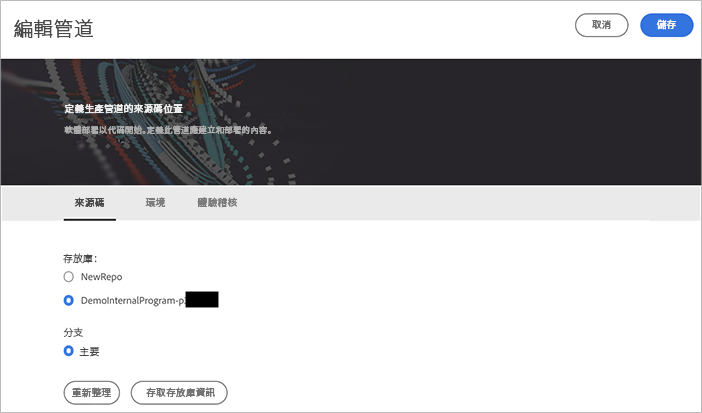 編輯管道
取消
儲存
定義生產管道的來源碼位置
軟體部署以代碼開始。定義此管道應建立和部署的內容。
來源碼
環境
體驗稽核
存放庫：
NewRepo
DemoInternalProgram-p
分支
主要
重新整理
存取存放庫資訊